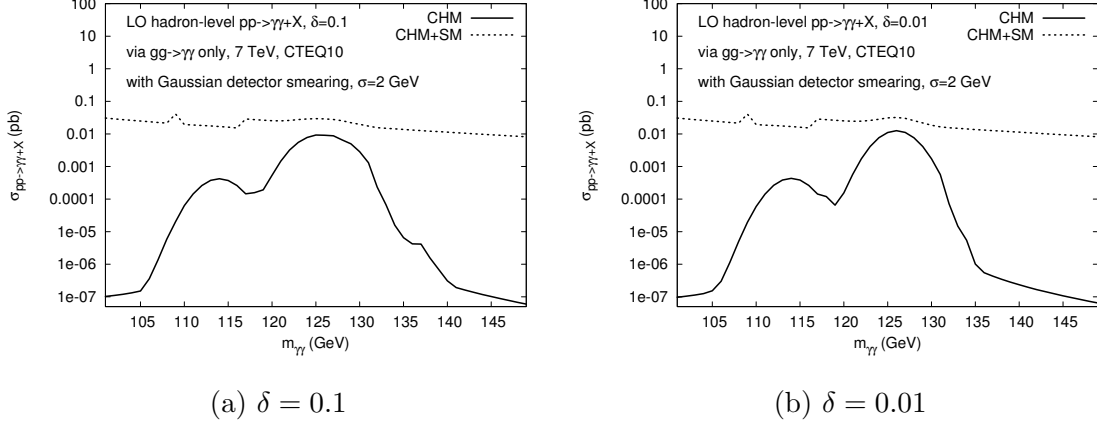 LO hadron-level pp->γγ+X, δ=0.1
via gg->γγ only, 7 TeV, CTEQ10
with Gaussian detector smearing, σ=2 GeV
CHM
CHM+SM
σpp->γγ+X (pb)
100
10
1
0.1
0.01
0.001
0.0001
1e-05
1e-06
1e-07
105 110 115 120 125 130 135 140 145
mγγ (GeV)
(a) δ = 0.1
LO hadron-level pp->γγ+X, δ=0.01
via gg->γγ only, 7 TeV, CTEQ10
with Gaussian detector smearing, σ=2 GeV
CHM
CHM+SM
σpp->γγ+X (pb)
100
10
1
0.1
0.01
0.001
0.0001
1e-05
1e-06
1e-07
105 110 115 120 125 130 135 140 145
mγγ (GeV)
(b) δ = 0.01